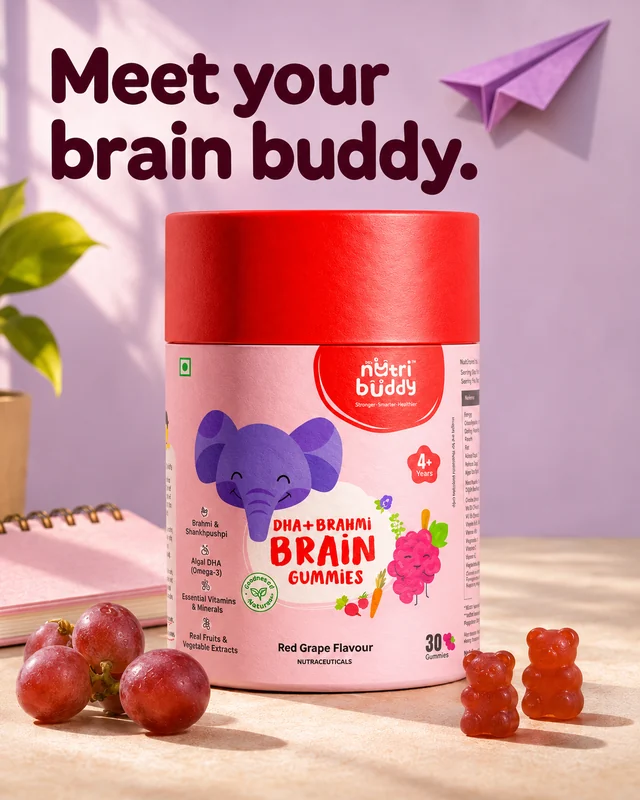 Meet your
brain buddy.
nutri
buddy
Stronger•Smarter•Healthier
4+
Years
Brahmi &
Shankhpushpi
Algal DHA
(Omega-3)
Essential Vitamins
& Minerals
Real Fruits &
Vegetable Extracts
DHA+BRAHMI
BRAIN
GUMMIES
Goodness of
Nature
Red Grape Flavour
NUTRACEUTICALS
30
Gummies